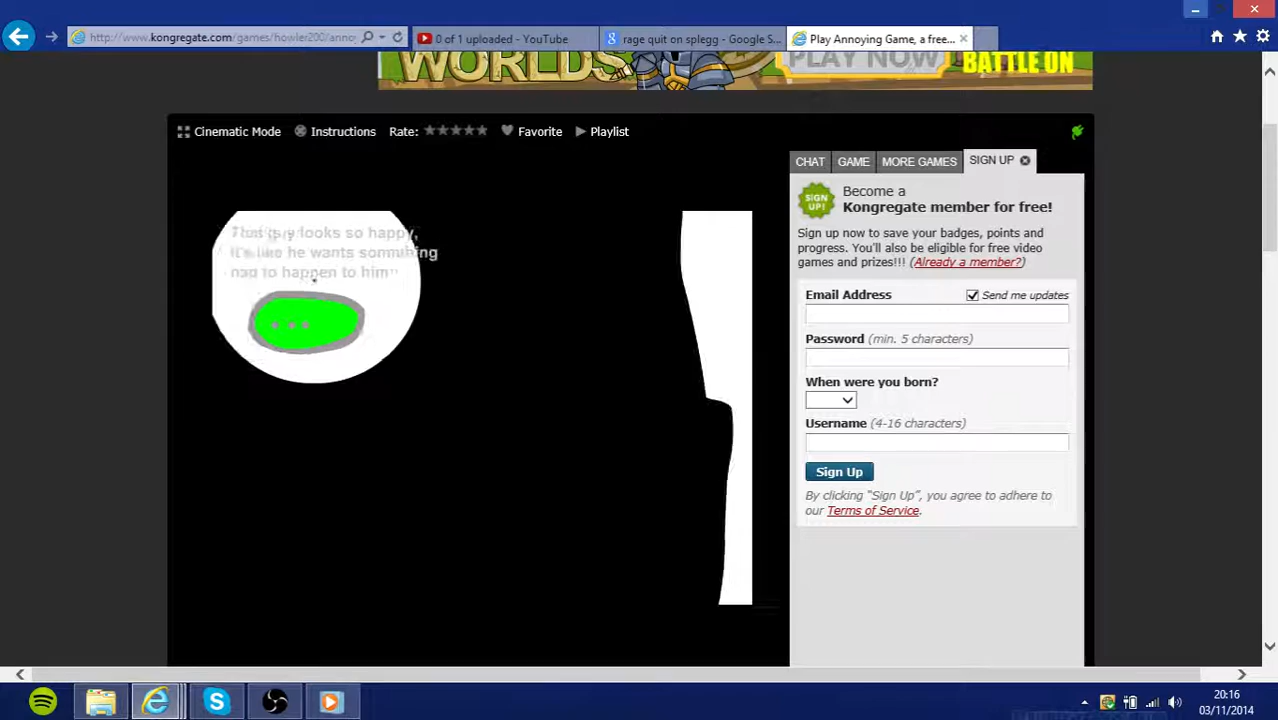 http://www.kongregate.com/games/howler200/anno
0 of 1 uploaded - YouTube
rage quit on splegg - Google S...
Play Annoying Game, a free...
WORLDS
PLAY NOW
BATTLE ON
Cinematic Mode
Instructions
Rate:
Favorite
Playlist
CHAT
GAME
MORE GAMES
SIGN UP
SIGN UP!
Become a
Kongregate member for free!
Sign up now to save your badges, points and
progress. You'll also be eligible for free video
games and prizes!!! (Already a member?)
Email Address
Send me updates
Password (min. 5 characters)
When were you born?
Username (4-16 characters)
Sign Up
By clicking "Sign Up", you agree to adhere to
our Terms of Service.
looks so happy,
it's like he wants something
to happen to him
...
20:16
03/11/2014